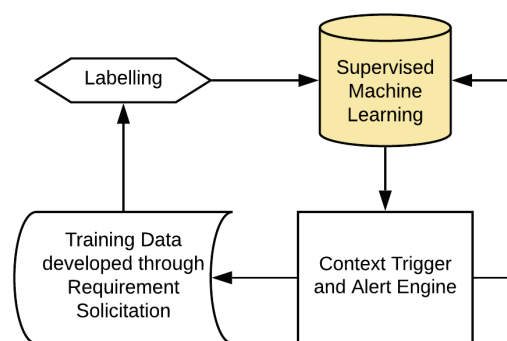 Labelling
Supervised
Machine
Learning
Training Data
developed through
Requirement
Solicitation
Context Trigger
and Alert Engine